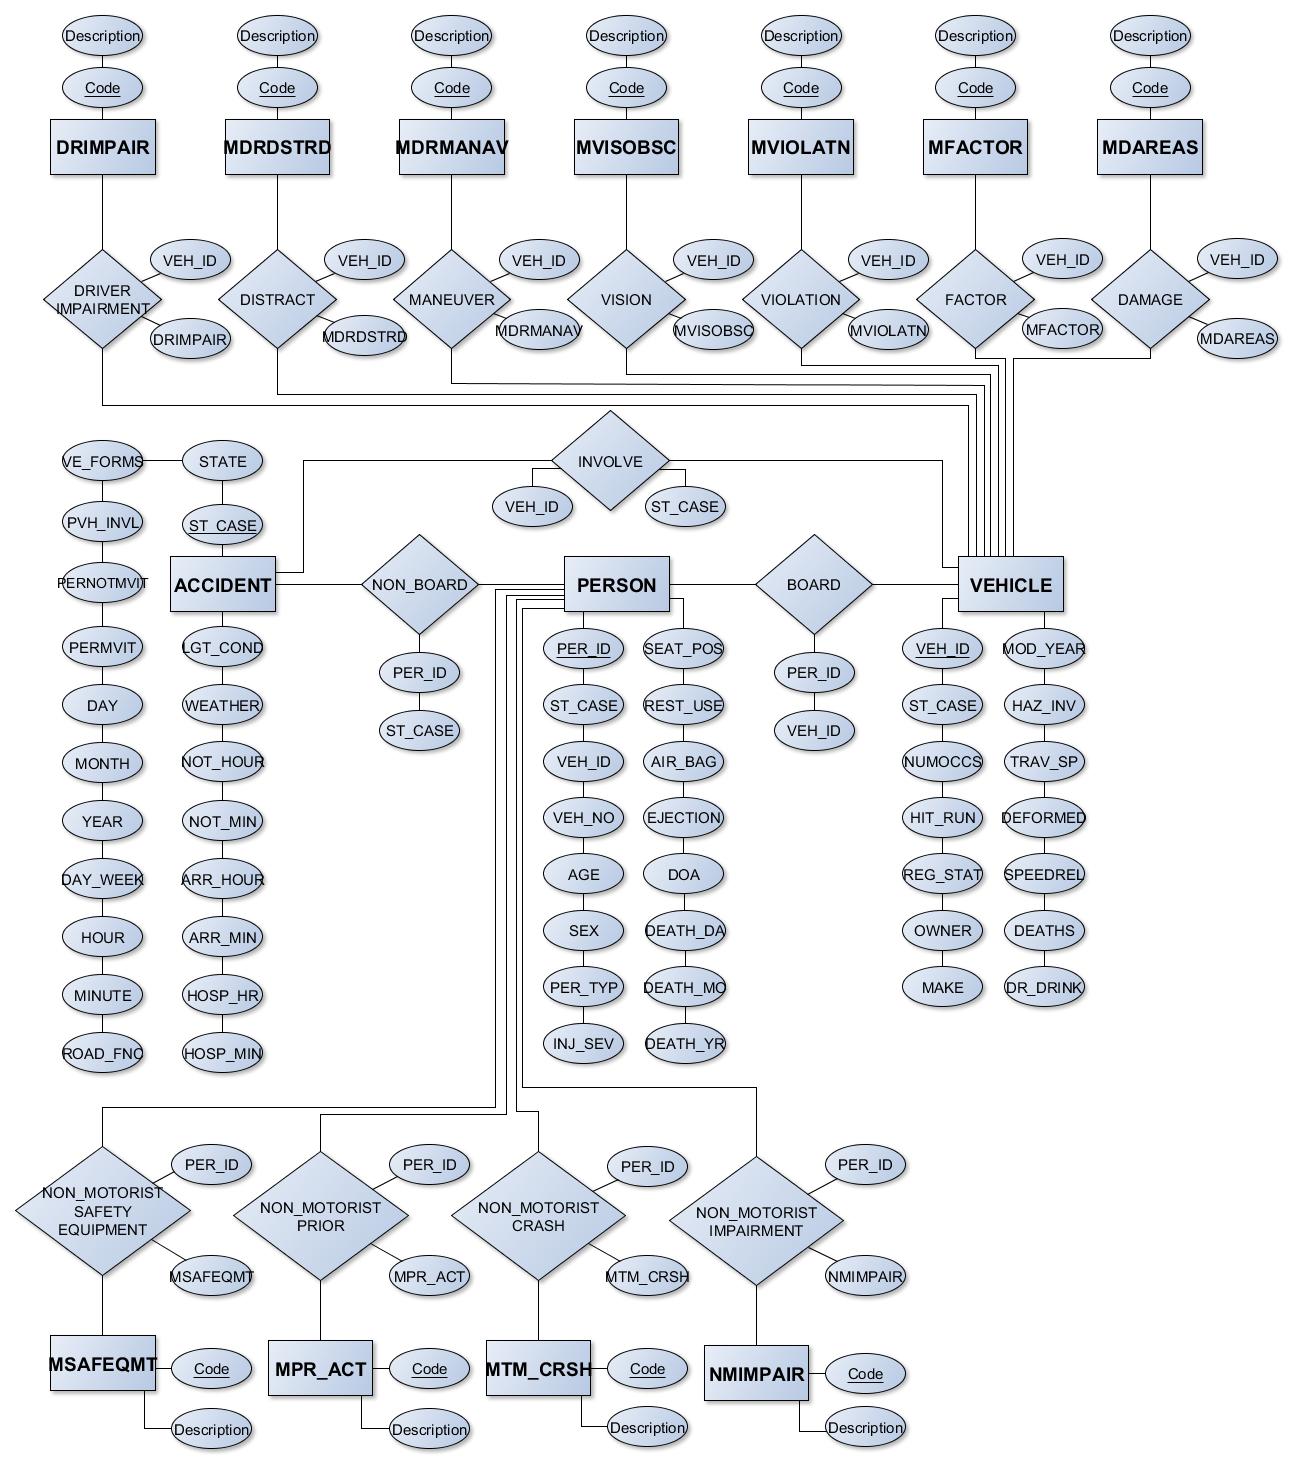 Description
Description
Description
Description
Description
Description
Description
Code
Code
Code
Code
Code
Code
Code
DRIMPAIR
MDRDSTRD
MDRMANAV
MVISOBSC
MVIOLATN
MFACTOR
MDAREAS
DRIVER
IMPAIRMENT
VEH_ID
DRIMPAIR
DISTRACT
VEH_ID
MDRDSTRD
MANEUVER
VEH_ID
MDRMANAV
VISION
VEH_ID
MVISOBSC
VIOLATION
VEH_ID
MVIOLATN
FACTOR
VEH_ID
MFACTOR
DAMAGE
VEH_ID
MDAREAS
INVOLVE
VEH_ID
ST_CASE
VE_FORMS
STATE
PVH_INVL
ST_CASE
PERNOTMVIT
ACCIDENT
NON_BOARD
PERSON
BOARD
VEHICLE
PERMVIT
DAY
MONTH
YEAR
DAY_WEEK
HOUR
MINUTE
ROAD_FNC
LGT_COND
WEATHER
NOT_HOUR
NOT_MIN
ARR_HOUR
ARR_MIN
HOSP_HR
HOSP_MIN
PER_ID
ST_CASE
PER_ID
ST_CASE
VEH_ID
VEH_NO
AGE
SEX
PER_TYP
INJ_SEV
SEAT_POS
REST_USE
AIR_BAG
EJECTION
DOA
DEATH_DA
DEATH_MO
DEATH_YR
PER_ID
VEH_ID
VEH_ID
ST_CASE
NUMOCCS
HIT_RUN
REG_STAT
OWNER
MAKE
MOD_YEAR
HAZ_INV
TRAV_SP
DEFORMED
SPEEDREL
DEATHS
DR_DRINK
NON_MOTORIST
SAFETY
EQUIPMENT
PER_ID
MSAFEQMT
NON_MOTORIST
PRIOR
PER_ID
MPR_ACT
NON_MOTORIST
CRASH
PER_ID
MTM_CRSH
NON_MOTORIST
IMPAIRMENT
PER_ID
NMIMPAIR
MSAFEQMT
Code
Description
MPR_ACT
Code
Description
MTM_CRSH
Code
Description
NMIMPAIR
Code
Description